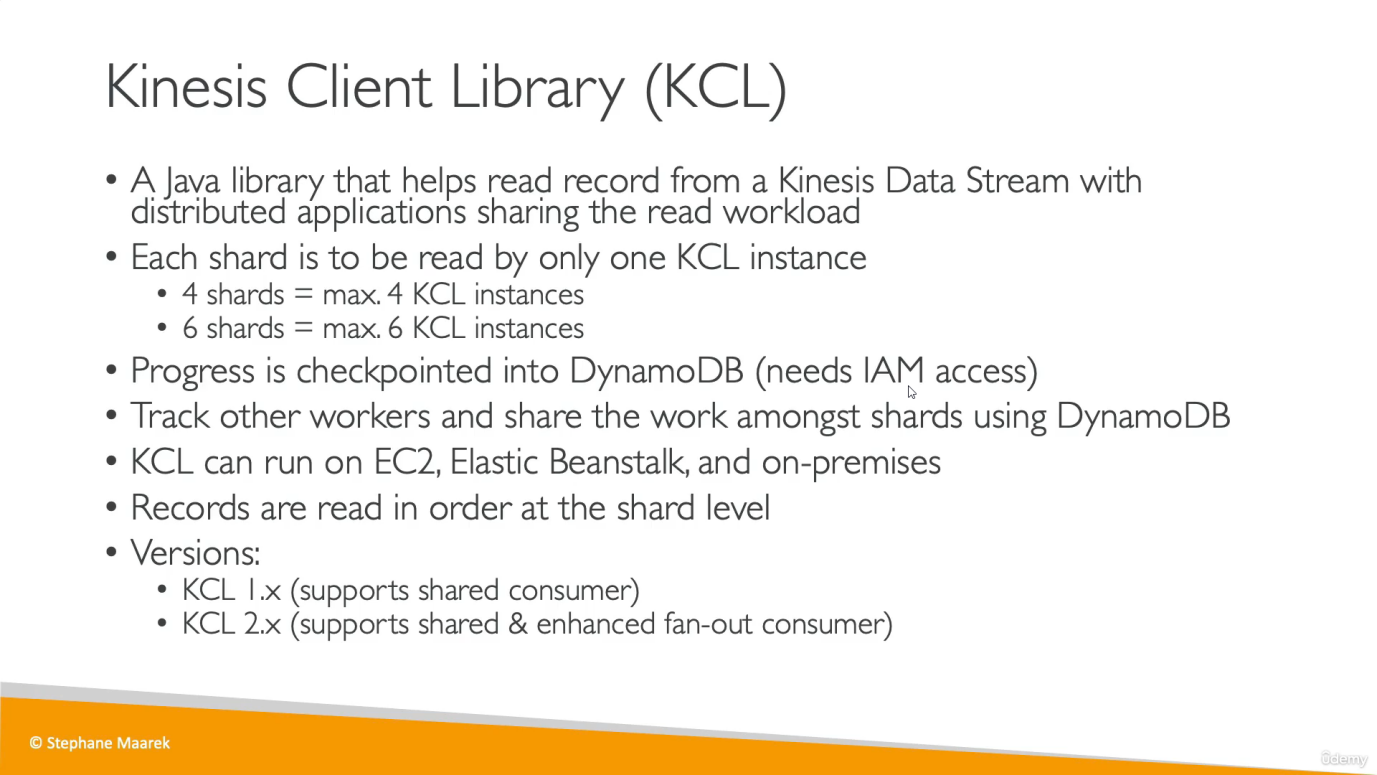 Kinesis Client Library (KCL)
• A Java library that helps read record from a Kinesis Data Stream with
distributed applications sharing the read workload
• Each shard is to be read by only one KCL instance
• 4 shards = max. 4 KCL instances
• 6 shards = max. 6 KCL instances
• Progress is checkpointed into DynamoDB (needs IAM access)
• Track other workers and share the work amongst shards using DynamoDB
• KCL can run on EC2, Elastic Beanstalk, and on-premises
• Records are read in order at the shard level
• Versions:
• KCL 1.x (supports shared consumer)
• KCL 2.x (supports shared & enhanced fan-out consumer)
© Stephane Maarek
ûdemy